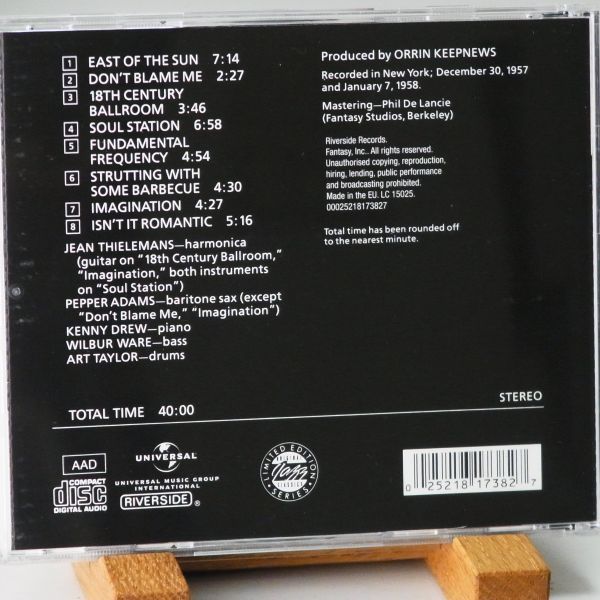 1 EAST OF THE SUN 7:14
2 DON'T BLAME ME 2:27
3 18TH CENTURY
BALLROOM 3:46
4 SOUL STATION 6:58
5 FUNDAMENTAL
FREQUENCY 4:54
6 STRUTTING WITH
SOME BARBECUE 4:30
7 IMAGINATION 4:27
8 ISN'T IT ROMANTIC 5:16
JEAN THIELEMANS—harmonica
(guitar on "18th Century Ballroom,"
"Imagination," both instruments
on "Soul Station")
PEPPER ADAMS—baritone sax (except
"Don't Blame Me," "Imagination")
KENNY DREW—piano
WILBUR WARE—bass
ART TAYLOR—drums
TOTAL TIME 40:00
Produced by ORRIN KEEPNEWS
Recorded in New York; December 30, 1957
and January 7, 1958.
Mastering—Phil De Lancie
(Fantasy Studios, Berkeley)
Riverside Records.
Fantasy, Inc.. All rights reserved.
Unauthorised copying, reproduction,
hiring, lending, public performance
and broadcasting prohibited.
Made in the EU. LC 15025.
00025218173827
Total time has been rounded off
to the nearest minute.
STEREO
AAD
COMPACT
disc
DIGITAL AUDIO
UNIVERSAL
UNIVERSAL MUSIC GROUP
INTERNATIONAL
RIVERSIDE ®
LIMITED EDITION
ORIGINAL
Jazz
CLASSICS
SERIES
0 25218 17382 7